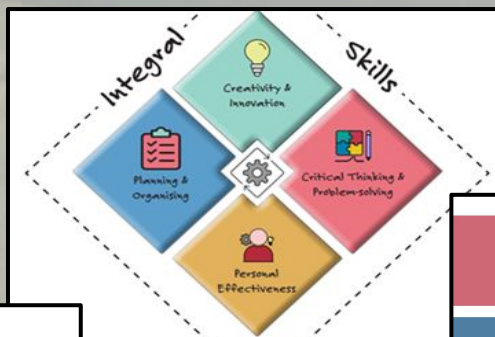 Integral
Skills
Creativity &
Innovation
Planning &
Organising
Critical Thinking &
Problem-solving
Personal
Effectiveness